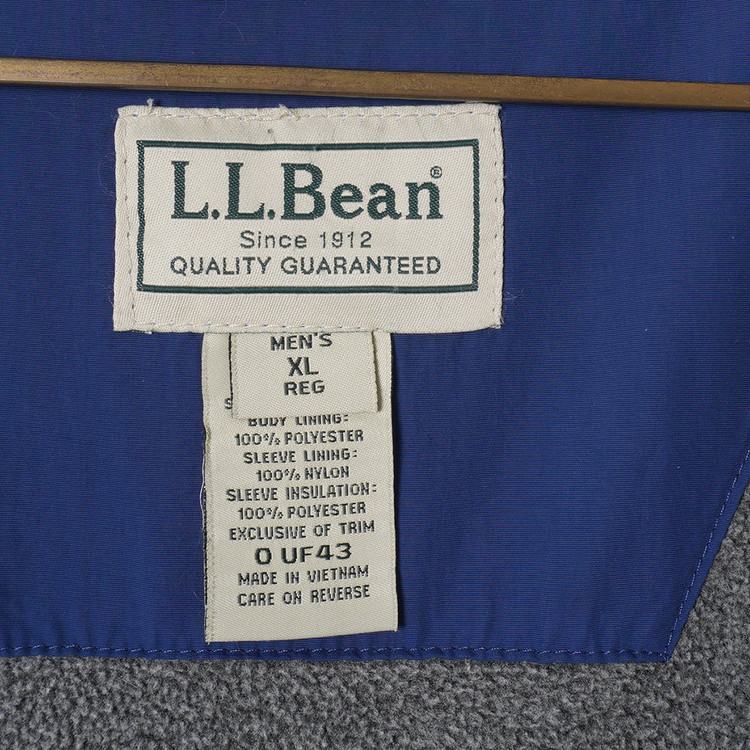 L.L.Bean®
Since 1912
QUALITY GUARANTEED
MEN'S
XL
REG
BODY LINING:
100% POLYESTER
SLEEVE LINING:
100% NYLON
SLEEVE INSULATION:
100% POLYESTER
EXCLUSIVE OF TRIM
0 UF43
MADE IN VIETNAM
CARE ON REVERSE